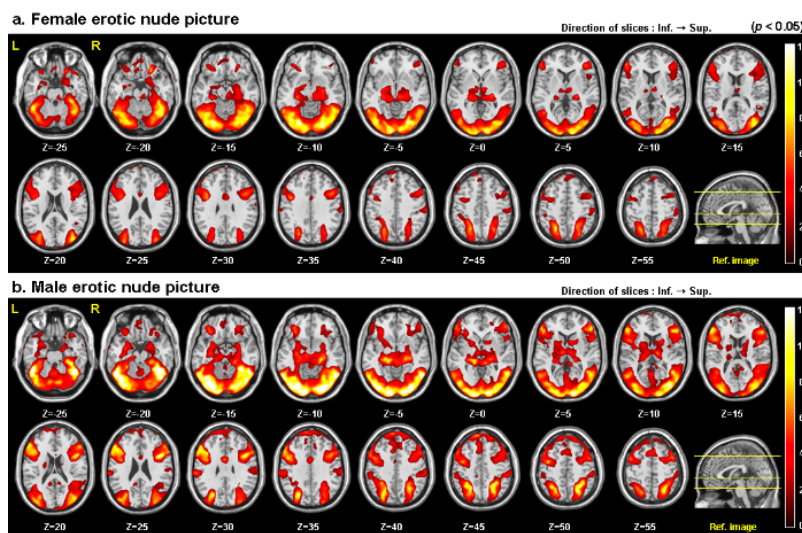 a. Female erotic nude picture
Direction of slices : Inf. → Sup.
(p < 0.05)
L R
Z=-25 Z=-20 Z=-15 Z=-10 Z=-5 Z=0 Z=5 Z=10 Z=15
Z=20 Z=25 Z=30 Z=35 Z=40 Z=45 Z=50 Z=55 Ref. image
b. Male erotic nude picture
Direction of slices : Inf. → Sup.
L R
Z=-25 Z=-20 Z=-15 Z=-10 Z=-5 Z=0 Z=5 Z=10 Z=15
Z=20 Z=25 Z=30 Z=35 Z=40 Z=45 Z=50 Z=55 Ref. image